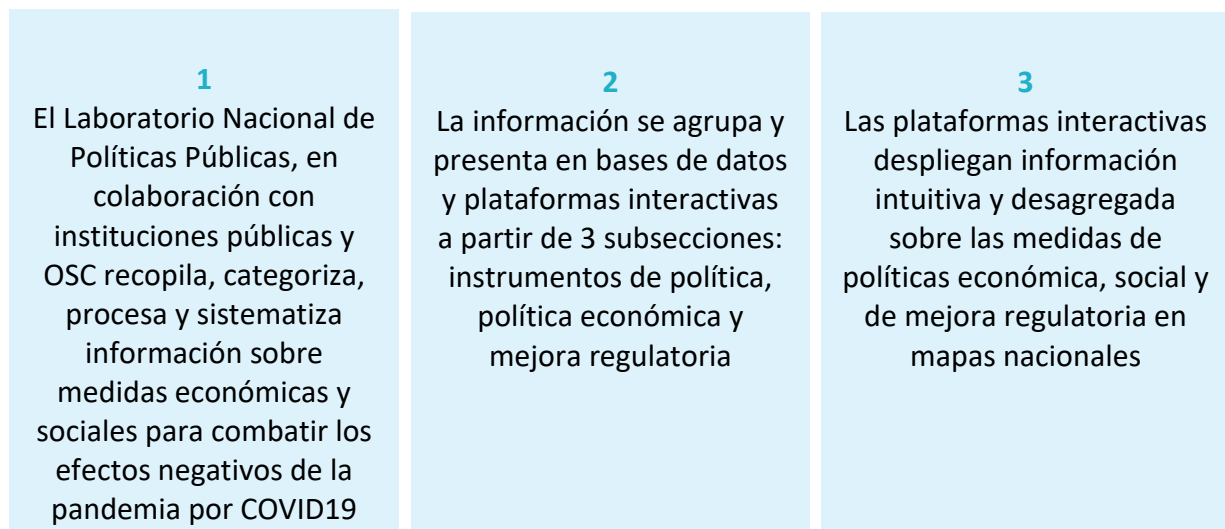 1
El Laboratorio Nacional de
Políticas Públicas, en
colaboración con
instituciones públicas y
OSC recopila, categoriza,
procesa y sistematiza
información sobre
medidas económicas y
sociales para combatir los
efectos negativos de la
pandemia por COVID19
2
La información se agrupa y
presenta en bases de datos
y plataformas interactivas
a partir de 3 subsecciones:
instrumentos de política,
política económica y
mejora regulatoria
3
Las plataformas interactivas
despliegan información
intuitiva y desagregada
sobre las medidas de
políticas económica, social y
de mejora regulatoria en
mapas nacionales